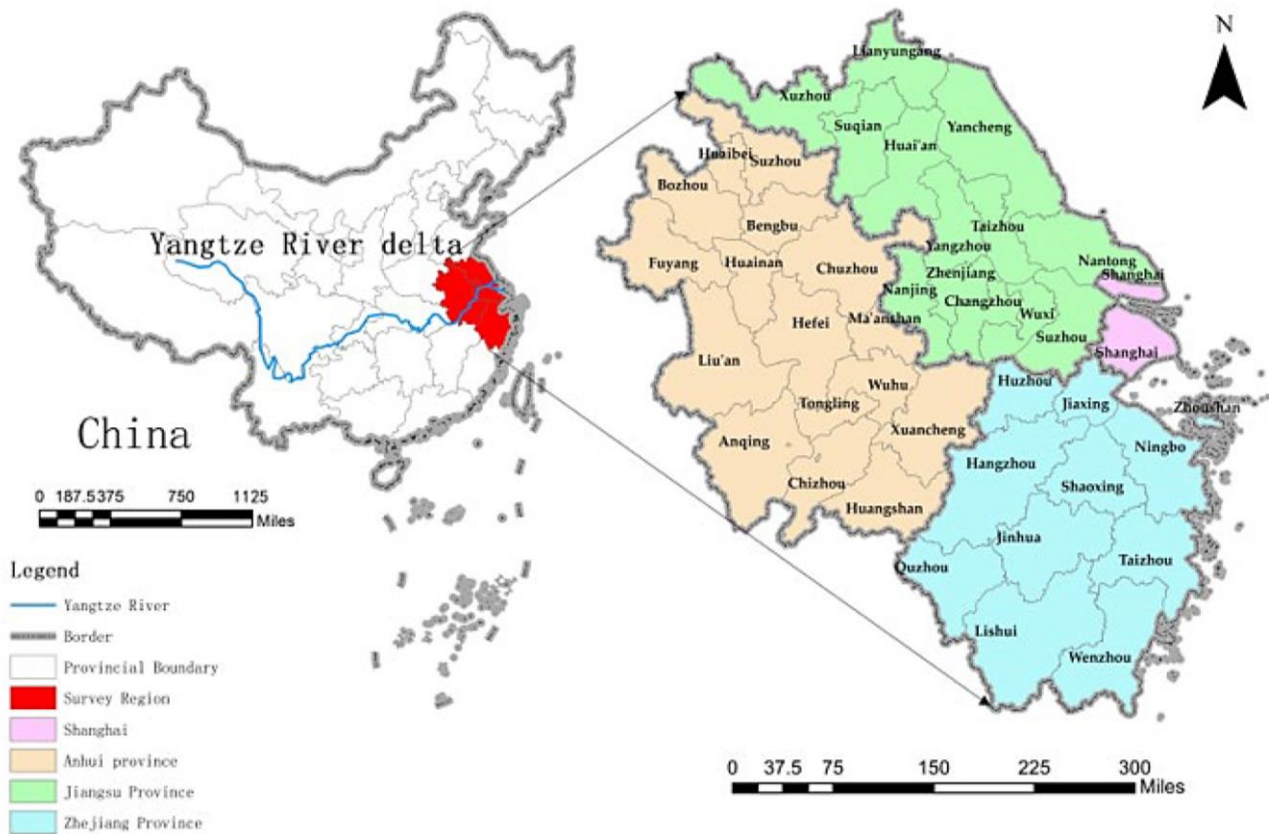 N
Lianyungang
Xuzhou
Suqian
Yancheng
Huai'an
Huaibei
Suzhou
Bozhou
Bengbu
Taizhou
Yangtze River delta
Yangzhou
Fuyang
Huainan
Chuzhou
Nantong
Zhenjiang
Shanghai
Nanjing
Changzhou
Ma'anshan
Wuxi
Hefei
Suzhou
Liu'an
Shanghai
Wuhu
Huzhou
Tongling
Jiaxing
Zhoushan
China
Anqing
Xuancheng
Ningbo
Hangzhou
Chizhou
Shaoxing
0 187.5375 750 1125
Miles
Huangshan
Jinhua
Quzhou
Taizhou
Lishui
Wenzhou
Legend
Yangtze River
Border
Provincial Boundary
Survey Region
Shanghai
Anhui province
Jiangsu Province
Zhejiang Province
0 37.5 75 150 225 300
Miles